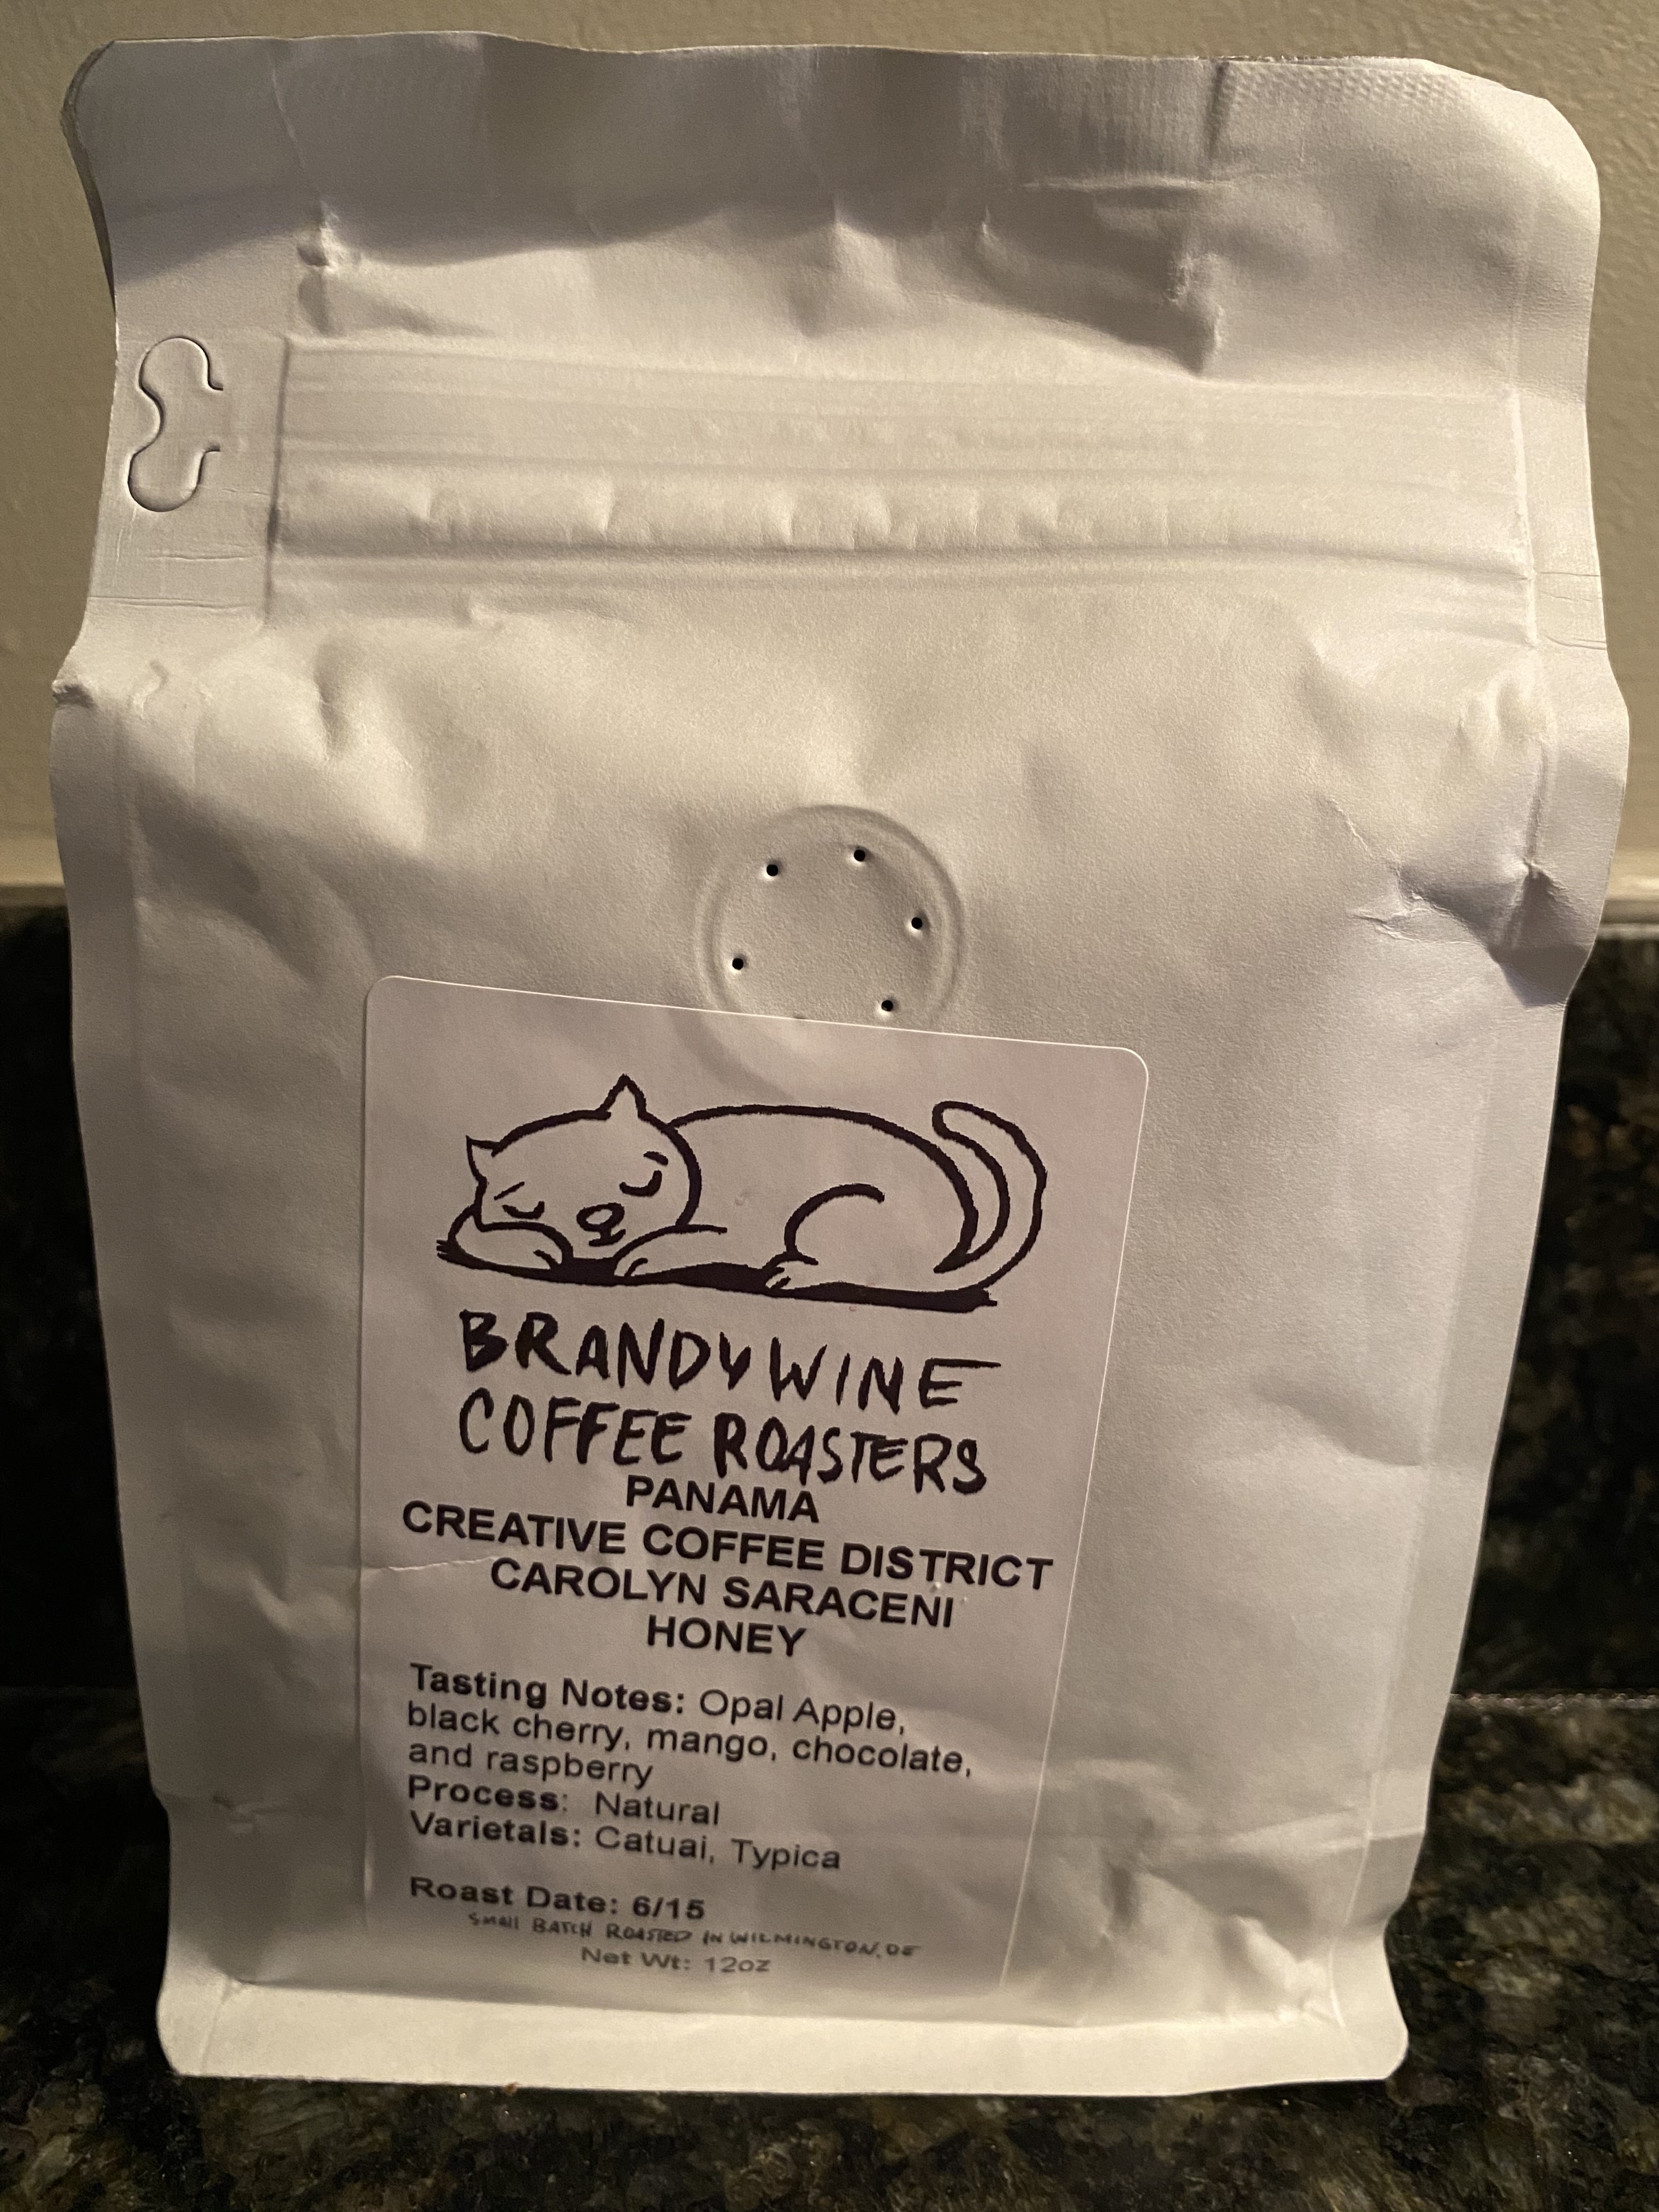 BRANDYWINE
COFFEE ROASTERS
PANAMA
CREATIVE COFFEE DISTRICT
CAROLYN SARACENI
HONEY
Tasting Notes: Opal Apple,
black cherry, mango, chocolate,
and raspberry
Process: Natural
Varietals: Catuai, Typica
Roast Date: 6/15
SMALL BATCH ROASTED IN WILMINGTON, DE
Net Wt: 12oz